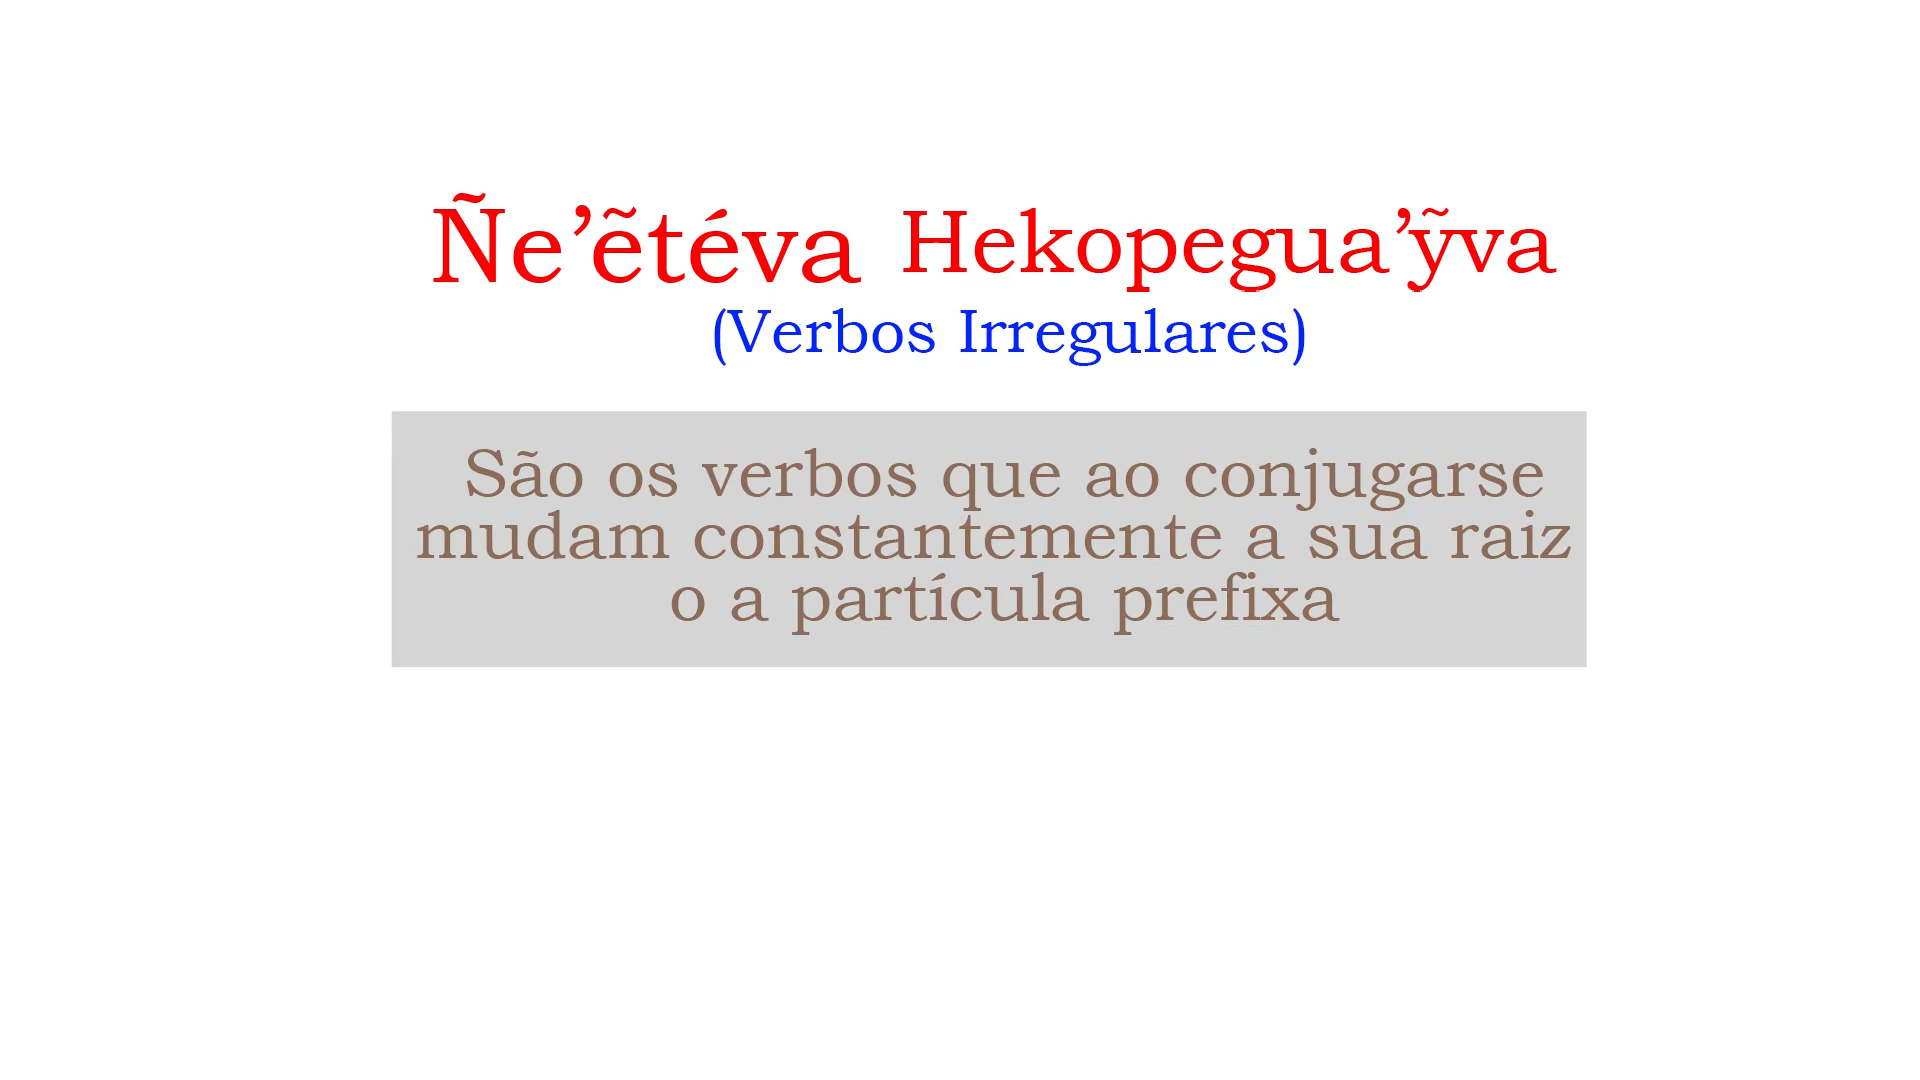 Ñe’ẽtéva Hekopegua’ỹva
(Verbos Irregulares)
São os verbos que ao conjugarse
mudam constantemente a sua raiz
o a partícula prefixa